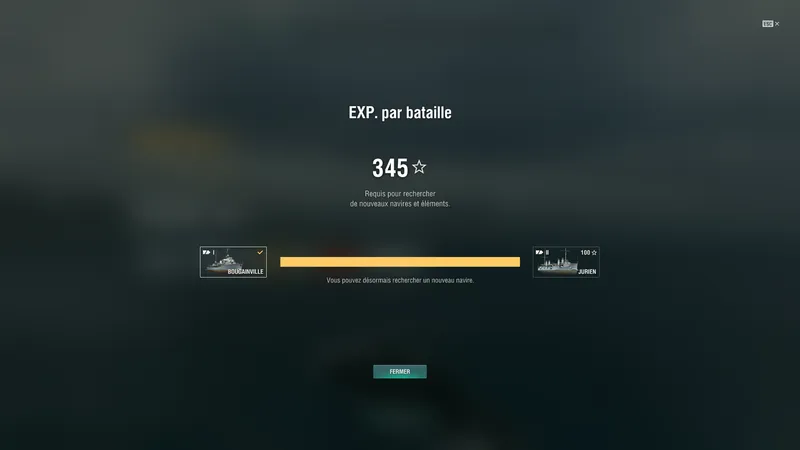 ESC ×
EXP. par bataille
345
Requis pour rechercher
de nouveaux navires et éléments.
I
BOUGAINVILLE
II 100
JURIEN
Vous pouvez désormais rechercher un nouveau navire.
FERMER